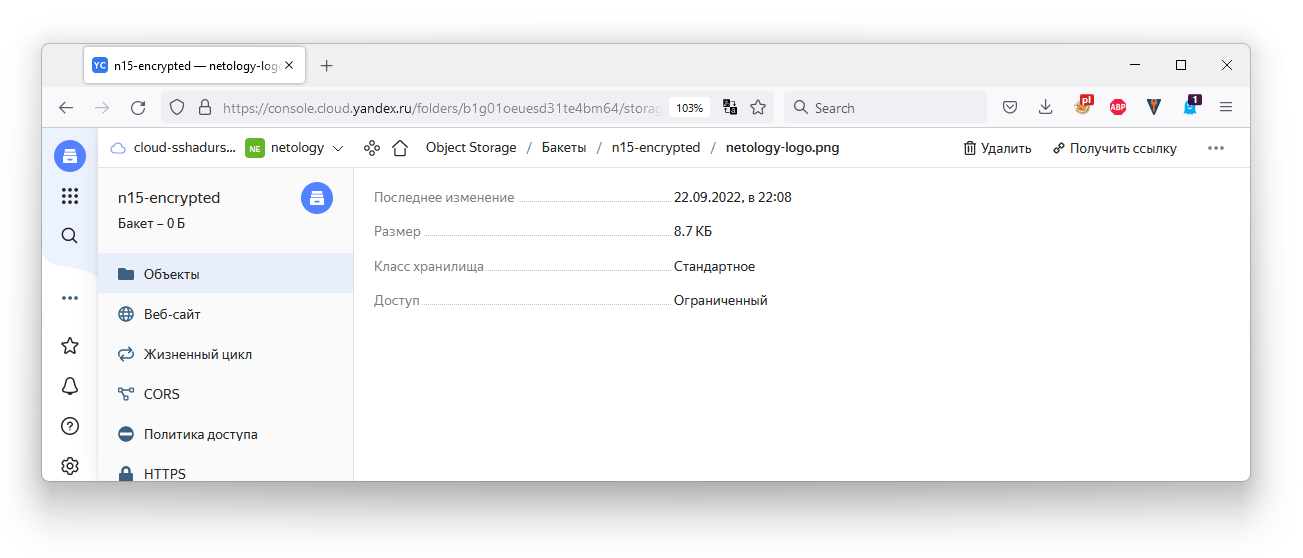 YC n15-encrypted — netology-logo
https://console.cloud.yandex.ru/folders/b1g01oeuesd31te4bm64/storag
103%
Search
pl
ABP
1
cloud-sshadurs...
NE netology
Object Storage / Бакеты / n15-encrypted / netology-logo.png
Удалить
Получить ссылку
n15-encrypted
Бакет – 0 Б
Объекты
Веб-сайт
Жизненный цикл
CORS
Политика доступа
HTTPS
Последнее изменение 22.09.2022, в 22:08
Размер 8.7 КБ
Класс хранилища Стандартное
Доступ Ограниченный